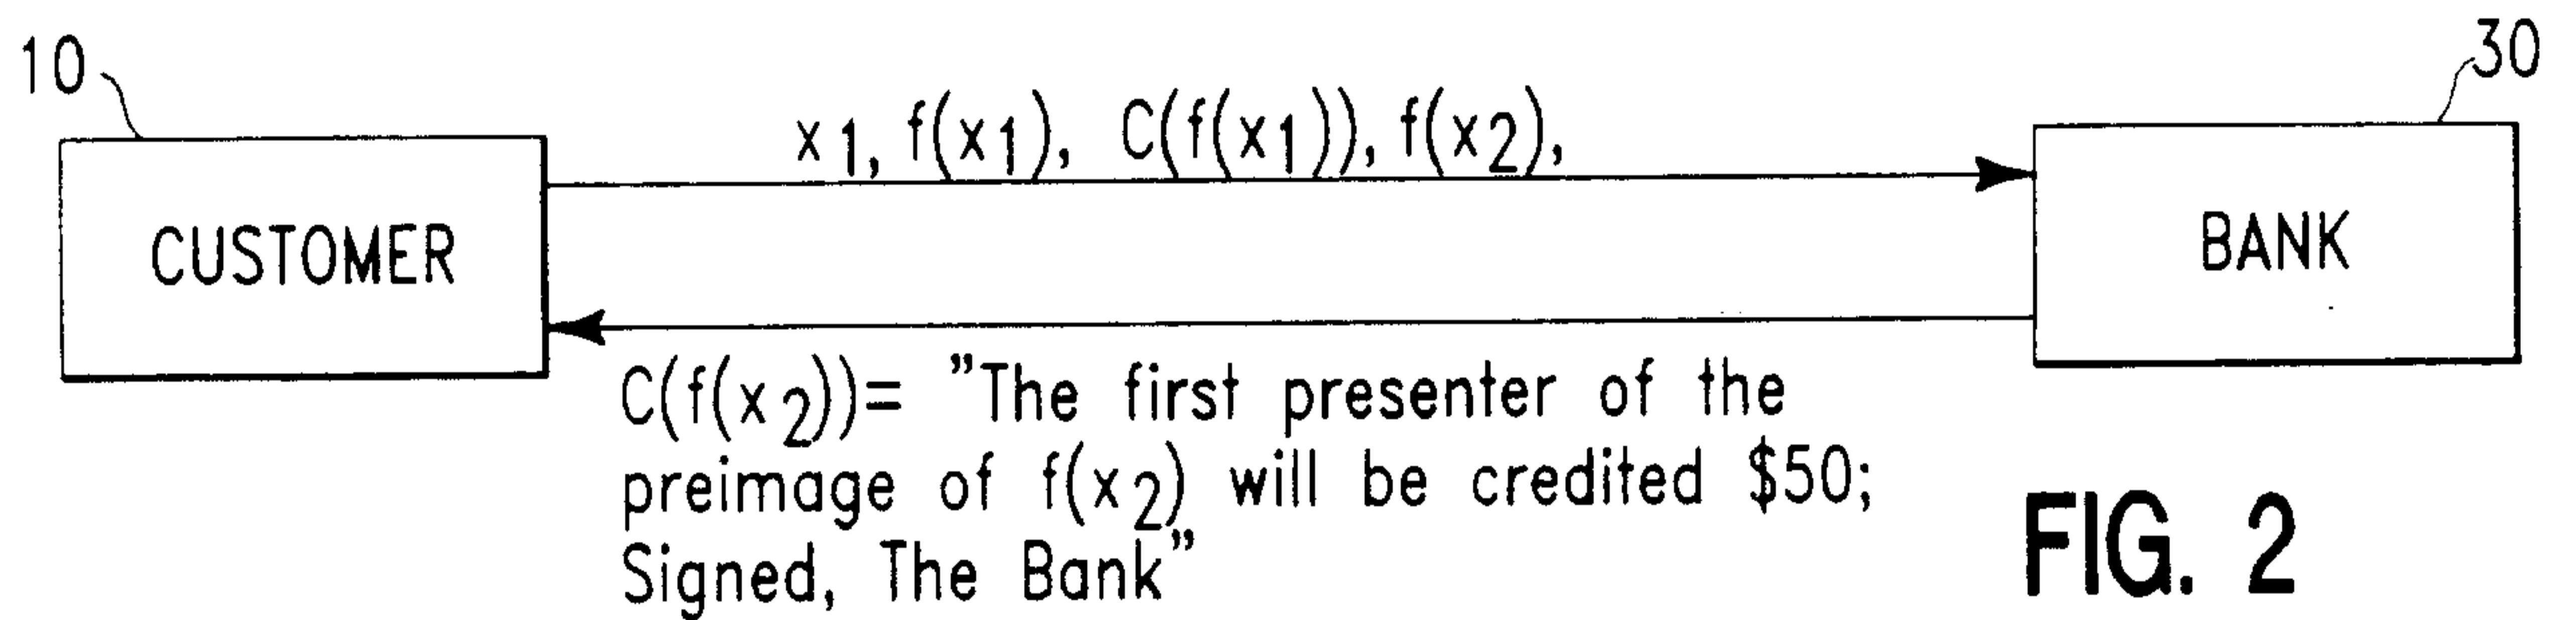 10
30
x1, f(x1), C(f(x1)), f(x2),
CUSTOMER
BANK
C(f(x2))= "The first presenter of the
preimage of f(x2) will be credited $50;
Signed, The Bank"
FIG. 2